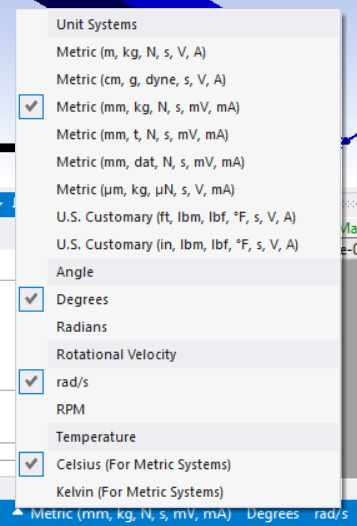 Unit Systems
Metric (m, kg, N, s, V, A)
Metric (cm, g, dyne, s, V, A)
Metric (mm, kg, N, s, mV, mA)
Metric (mm, t, N, s, mV, mA)
Metric (mm, dat, N, s, mV, mA)
Metric (µm, kg, µN, s, V, mA)
U.S. Customary (ft, lbm, lbf, °F, s, V, A)
U.S. Customary (in, lbm, lbf, °F, s, V, A)
Angle
Degrees
Radians
Rotational Velocity
rad/s
RPM
Temperature
Celsius (For Metric Systems)
Kelvin (For Metric Systems)
Metric (mm, kg, N, s, mV, mA) Degrees rad/s